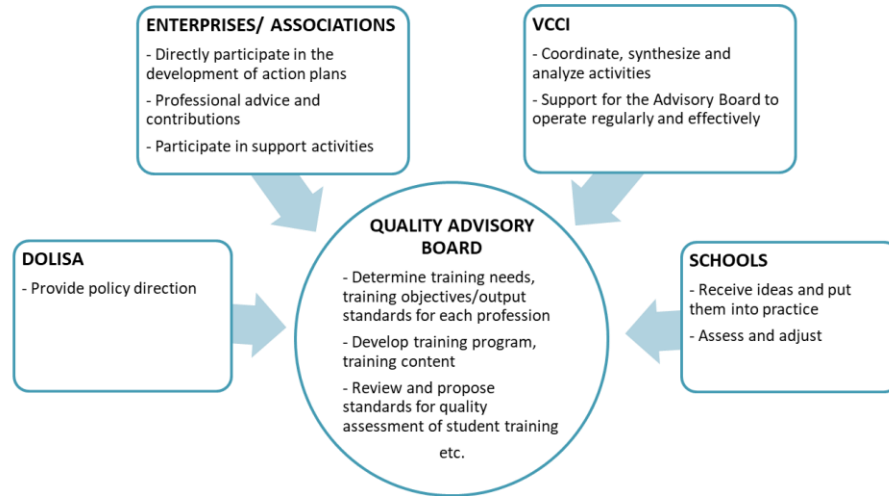 ENTERPRISES/ ASSOCIATIONS
- Directly participate in the
development of action plans
- Professional advice and
contributions
- Participate in support activities
VCCI
- Coordinate, synthesize and
analyze activities
- Support for the Advisory Board to
operate regularly and effectively
DOLISA
- Provide policy direction
QUALITY ADVISORY
BOARD
- Determine training needs,
training objectives/output
standards for each profession
- Develop training program,
training content
- Review and propose
standards for quality
assessment of student training
etc.
SCHOOLS
- Receive ideas and put
them into practice
- Assess and adjust